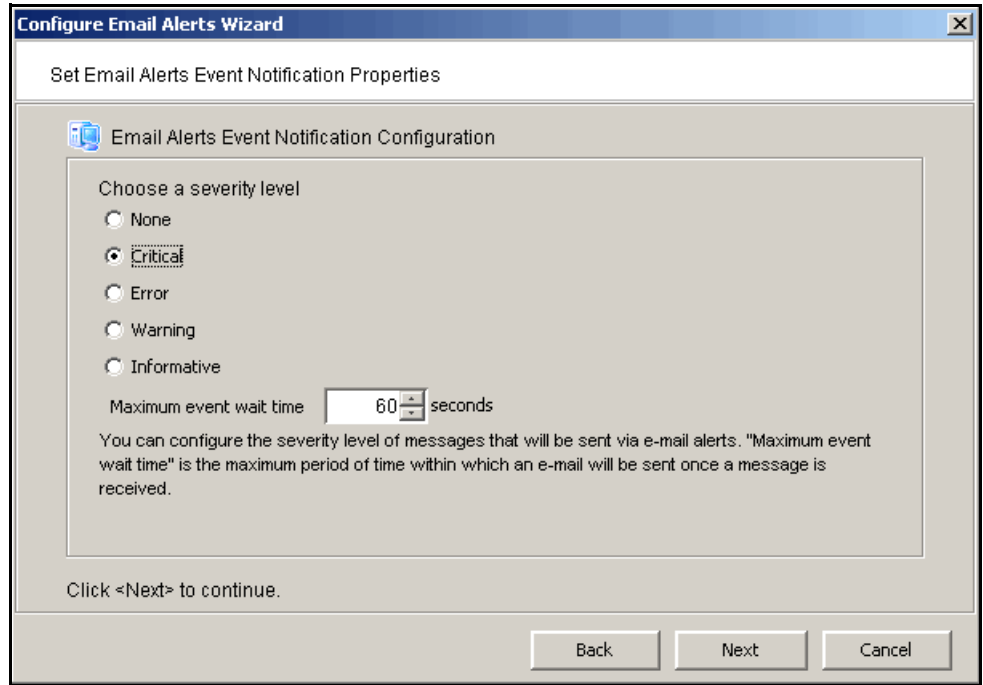 Configure Email Alerts Wizard
Set Email Alerts Event Notification Properties
Email Alerts Event Notification Configuration
Choose a severity level
None
Critical
Error
Warning
Informative
Maximum event wait time 60 seconds
You can configure the severity level of messages that will be sent via e-mail alerts. "Maximum event
wait time" is the maximum period of time within which an e-mail will be sent once a message is
received.
Click <Next> to continue.
Back Next Cancel